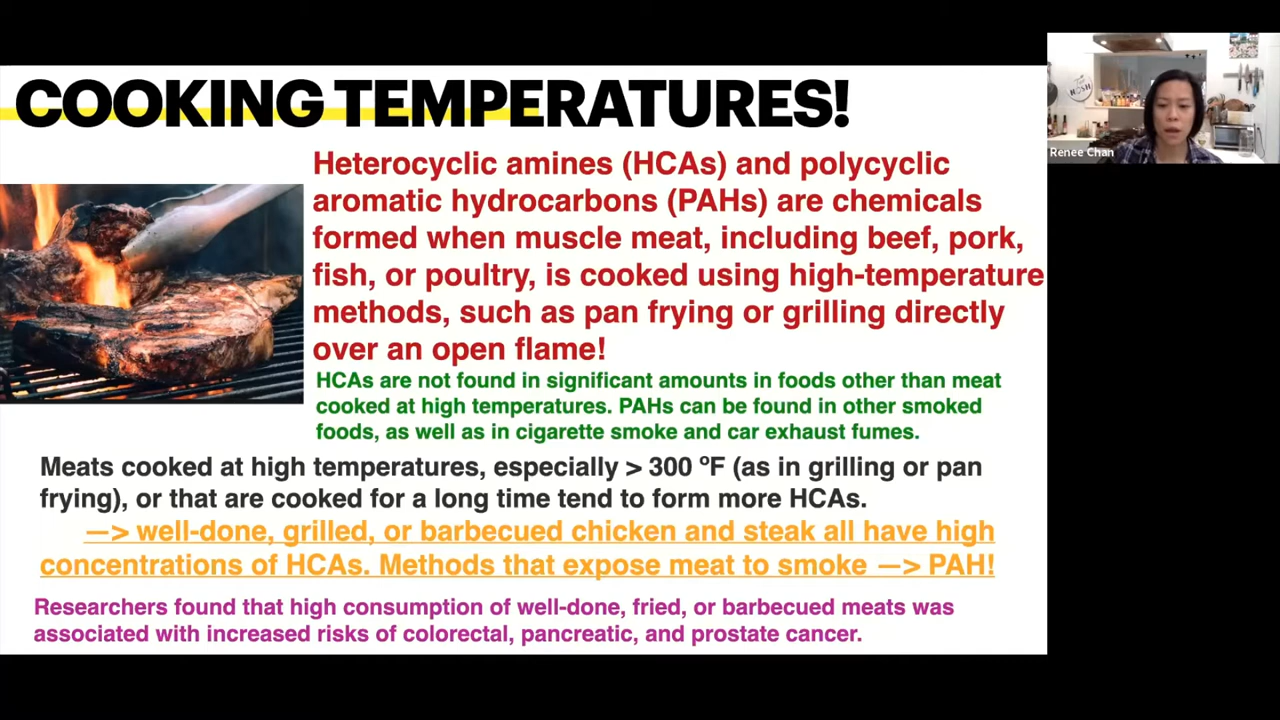 COOKING TEMPERATURES!
Heterocyclic amines (HCAs) and polycyclic
aromatic hydrocarbons (PAHs) are chemicals
formed when muscle meat, including beef, pork,
fish, or poultry, is cooked using high-temperature
methods, such as pan frying or grilling directly
over an open flame!
HCAs are not found in significant amounts in foods other than meat
cooked at high temperatures. PAHs can be found in other smoked
foods, as well as in cigarette smoke and car exhaust fumes.
Meats cooked at high temperatures, especially > 300 ºF (as in grilling or pan
frying), or that are cooked for a long time tend to form more HCAs.
—> well-done, grilled, or barbecued chicken and steak all have high
concentrations of HCAs. Methods that expose meat to smoke —> PAH!
Researchers found that high consumption of well-done, fried, or barbecued meats was
associated with increased risks of colorectal, pancreatic, and prostate cancer.
Renee Chan